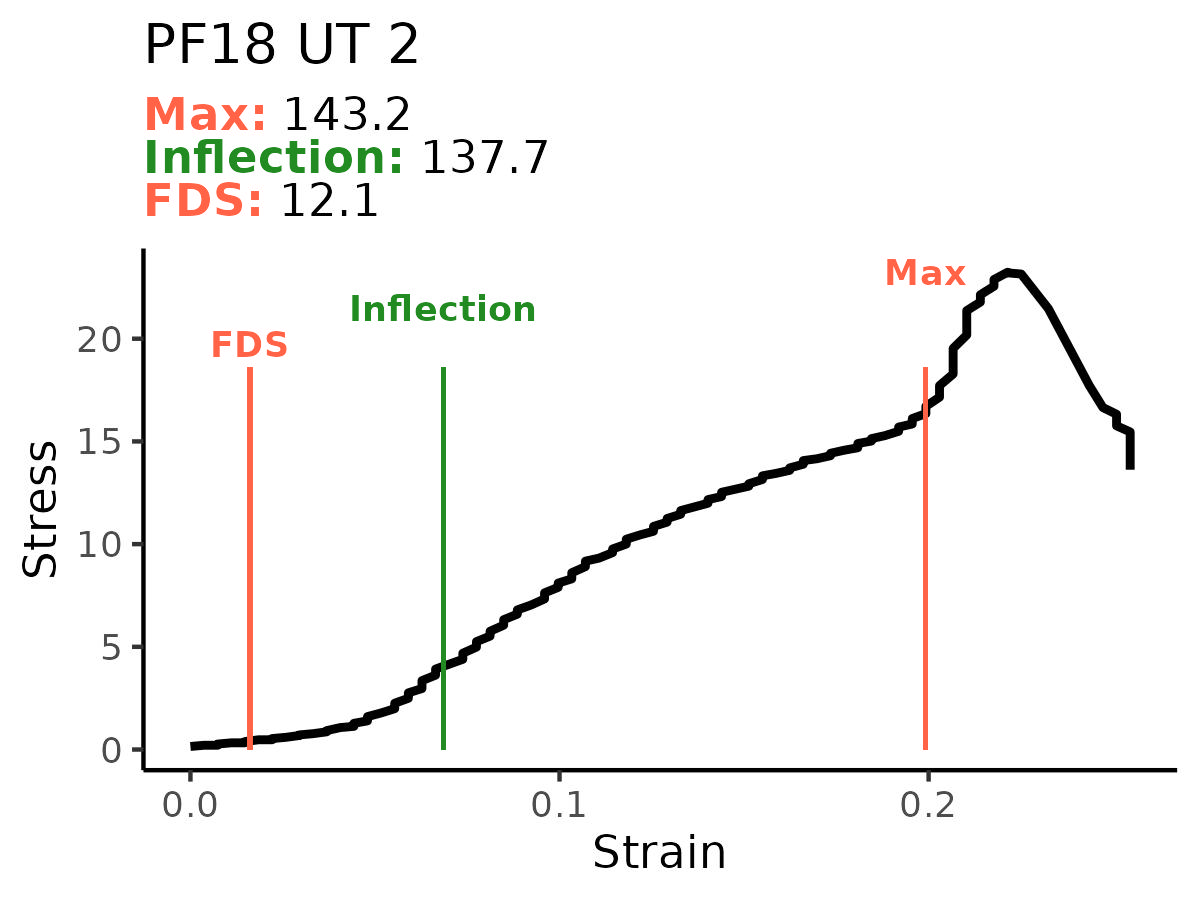 PF18 UT 2
Max: 143.2
Inflection: 137.7
FDS: 12.1
Max
Inflection
FDS
20
15
10
5
0
Stress
0.0 0.1 0.2
Strain